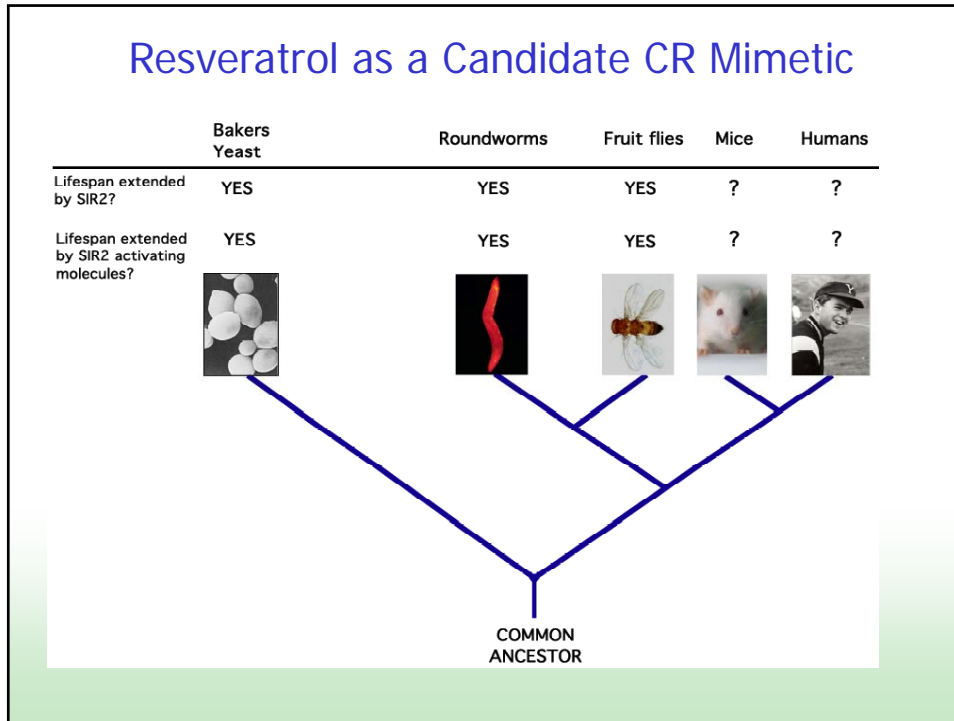 Resveratrol as a Candidate CR Mimetic
Bakers
Yeast
Roundworms
Fruit flies
Mice
Humans
Lifespan extended
by SIR2?
YES
YES
YES
?
?
Lifespan extended
by SIR2 activating
molecules?
YES
YES
YES
?
?
Y
COMMON
ANCESTOR